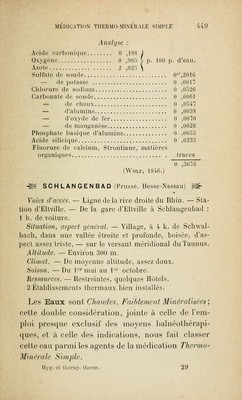 MÉDICATION THERMO-MINÉRALE SIMPLE 449
Analyse :
Acide carbonique........ 0 ,188
Oxygène................ 0 ,905 } p. 100 p. d'eau.
Azote.................. 2 ,025
Sulfate de soude.......................... 0gr,2016
— de potasse .......................... 0 ,0017
Chlorure de sodium........................ 0 ,0526
Carbonate de soude........................ 0 ,0061
— de chaux........................ 0 ,0547
— d'alumine........................ 0 ,0038
— d'oxyde de fer.................... 0 ,0070
— de manganèse.................... 0 ,0028
Phosphate basique d'alumine................ 0 ,0055
Acide silicique........................... 0 ,0323
Fluorure de calcium, Strontiane, matières
organiques........................... traces
0 ,3676
(Wolf, 1846.)
SCHLANGENBAD (Prusse. Hesse-Nassau)
Voies d'accès. — Ligne de la rive droite du Rhin. — Sta-
tion d'Eltville. — De la gare d'Eltville à Schlangenbad :
1 h. de voiture.
Situation, aspect général. — Village, à 4 k. de Schwal-
bach, dans une vallée étroite et profonde, boisée, d'as-
pect assez triste, — sur le versant méridional du Taunus.
Altitude. — Environ 300 m.
Climat. — De moyenne altitude, assez doux.
Saison. — Du 1er mai au 1er octobre.
Ressources. — Restreintes, quelques Hôtels.
2 Établissements thermaux bien installés.
Les Eaux sont Chaudes, Faiblement Minéralisées;
cette double considération, jointe à celle de l'em-
ploi presque exclusif des moyens balnéothérapi-
ques, et à celle des indications, nous fait classer
cette eau parmi les agents de la médication Thermo-
Minérale Simple.
Hyg. et thérap. therm. 29